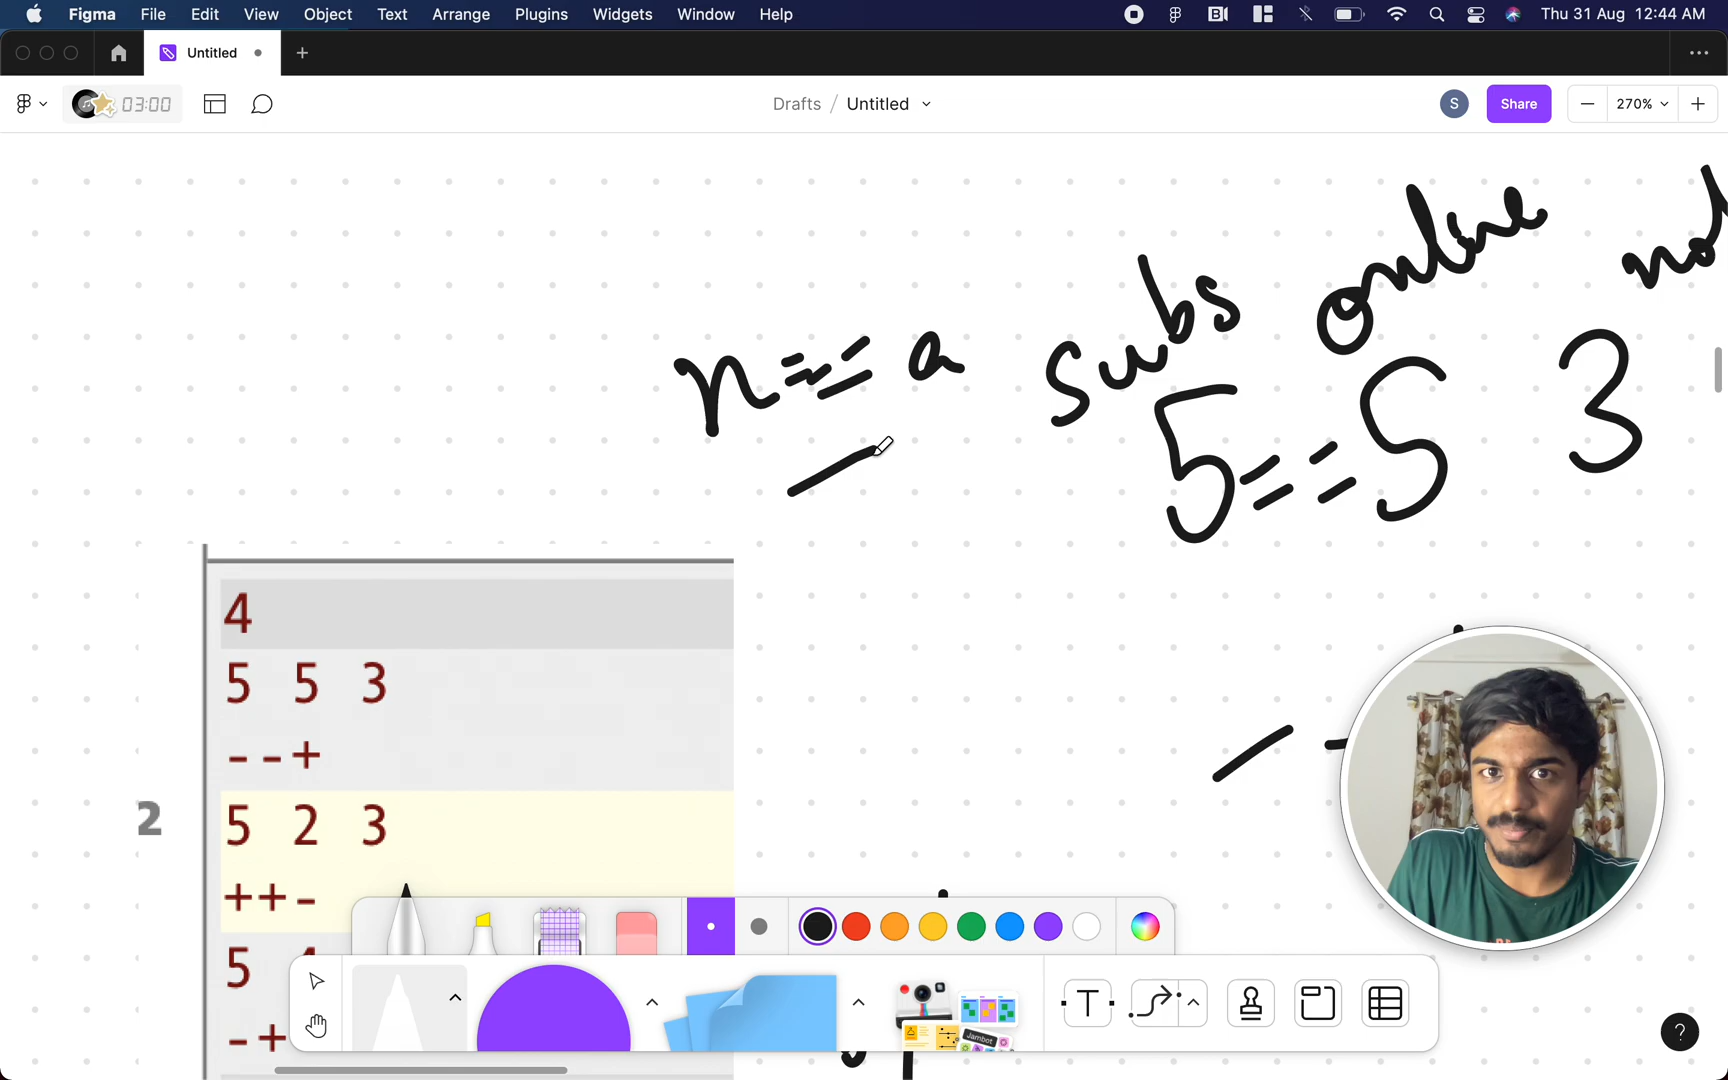 Figma File Edit View Object Text Arrange Plugins Widgets Window Help Thu 31 Aug 12:44 AM
Untitled
03:00 Drafts / Untitled S Share 270%
n == a subs online
5 == 5 3
4
5 5 3
--+
2
5 2 3
++-
5
-+
T
Jambot
?